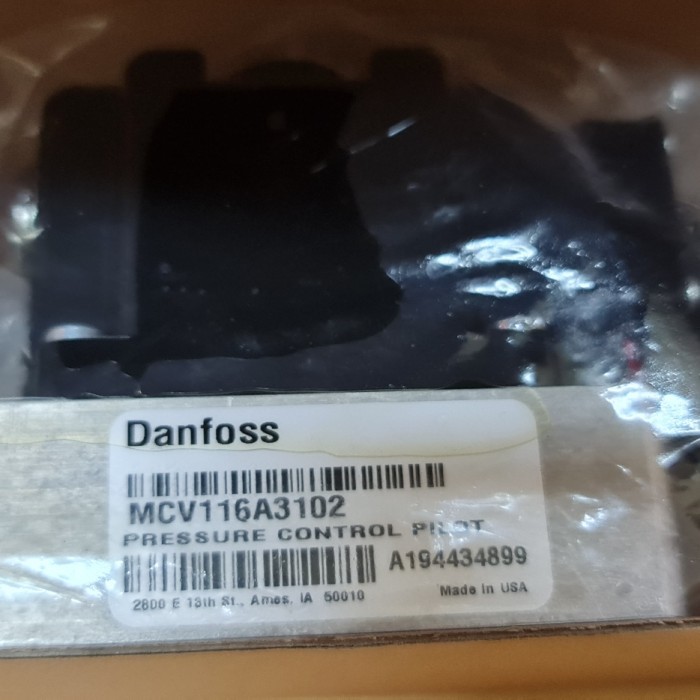 Danfoss
MCV116A3102
PRESSURE CONTROL PILOT
A194434899
2800 E 13th St., Ames, IA 50010
Made in USA